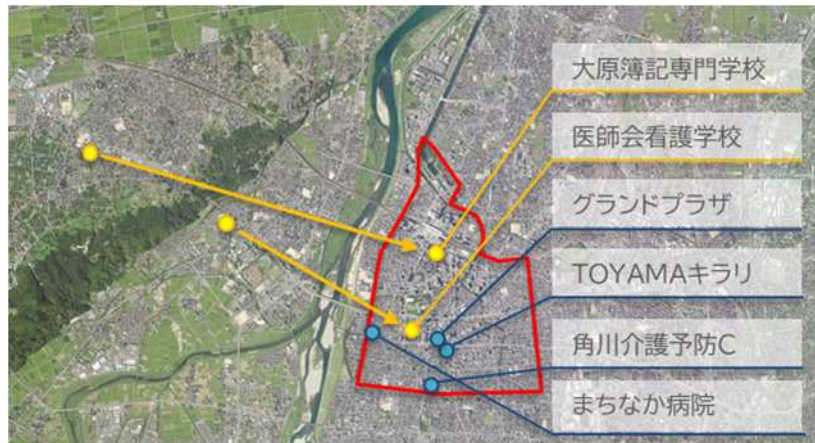 大原簿記専門学校
医師会看護学校
グランドプラザ
TOYAMAキラリ
角川介護予防C
まちなか病院